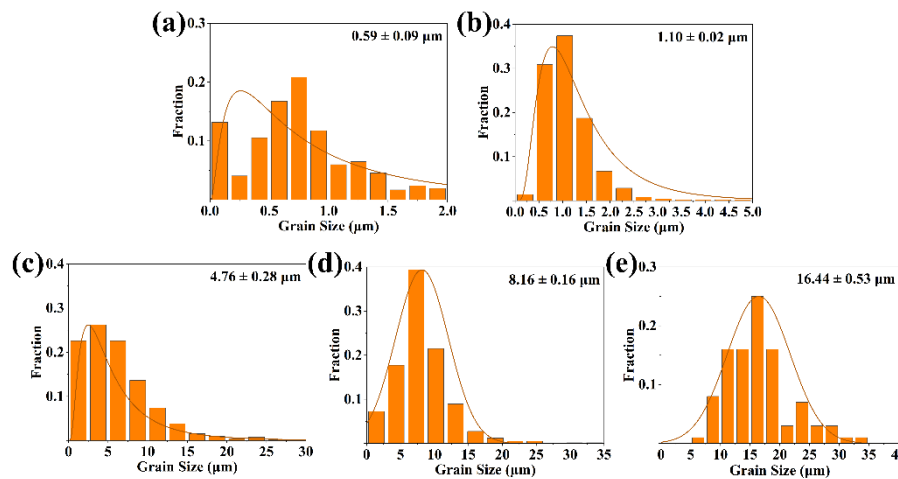 (a)
0.59 ± 0.09 μm
Fraction
0.3
0.2
0.1
0.0 0.5 1.0 1.5 2.0
Grain Size (μm)
(b)
1.10 ± 0.02 μm
Fraction
0.4
0.3
0.2
0.1
0.0 0.5 1.0 1.5 2.0 2.5 3.0 3.5 4.0 4.5 5.0
Grain Size (μm)
(c)
4.76 ± 0.28 μm
Fraction
0.4
0.3
0.2
0.1
0 5 10 15 20 25 30
Grain Size (μm)
(d)
8.16 ± 0.16 μm
Fraction
0.4
0.3
0.2
0.1
0 5 10 15 20 25 30 35
Grain Size (μm)
(e)
16.44 ± 0.53 μm
Fraction
0.3
0.2
0.1
0 5 10 15 20 25 30 35
Grain Size (μm)